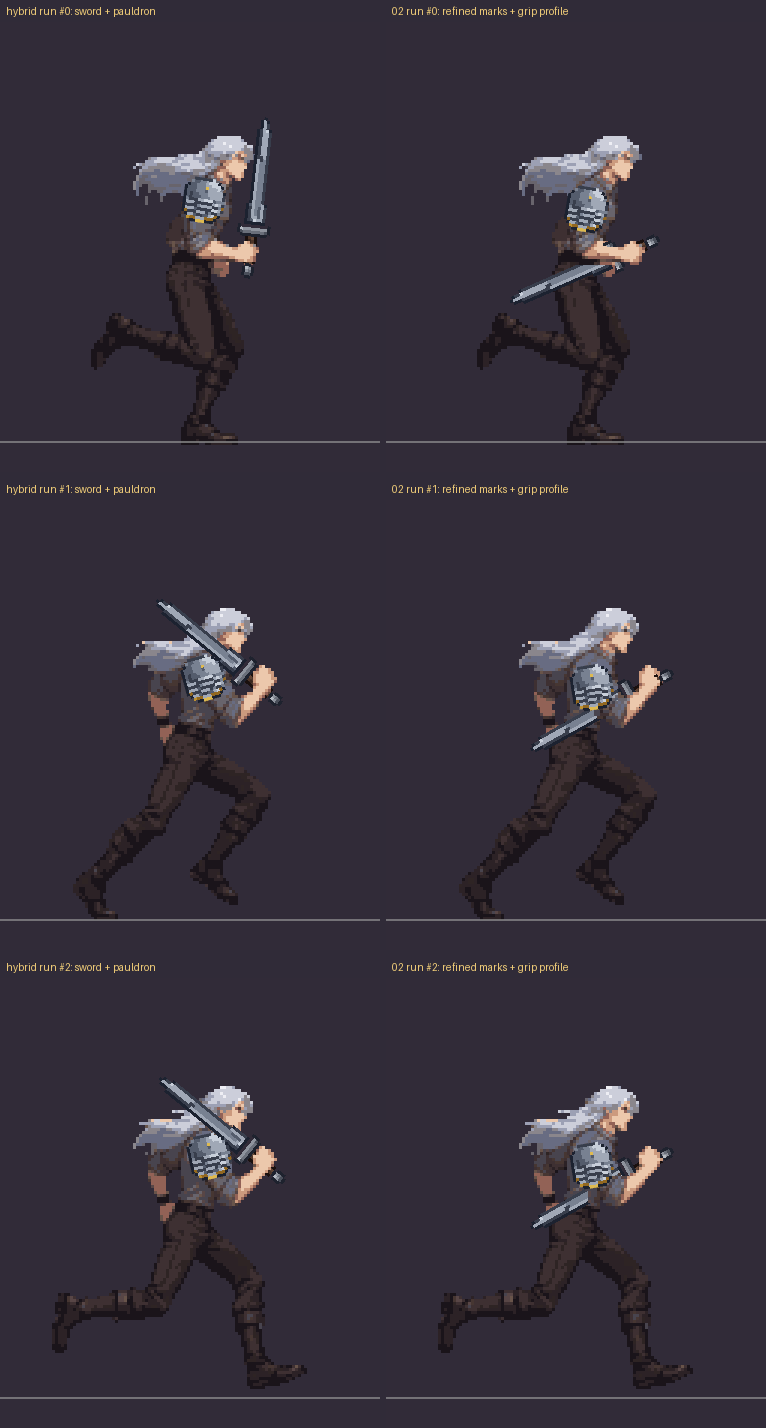 hybrid run #0: sword + pauldron
02 run #0: refined marks + grip profile
hybrid run #1: sword + pauldron
02 run #1: refined marks + grip profile
hybrid run #2: sword + pauldron
02 run #2: refined marks + grip profile